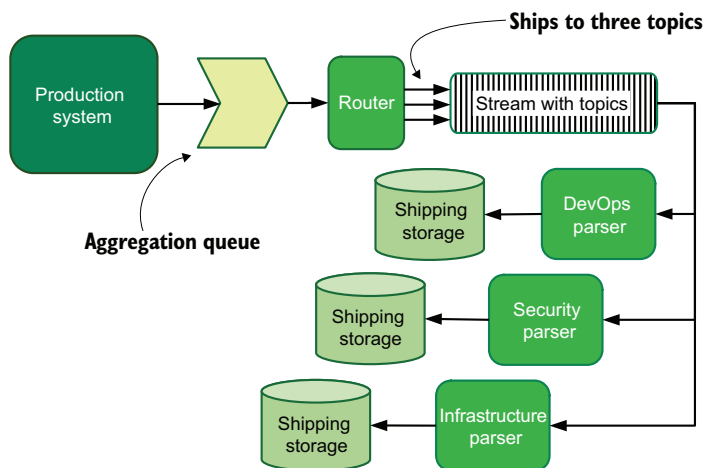 Ships to three topics
Production
system
Router
Stream with topics
Aggregation queue
Shipping
storage
DevOps
parser
Shipping
storage
Security
parser
Shipping
storage
Infrastructure
parser